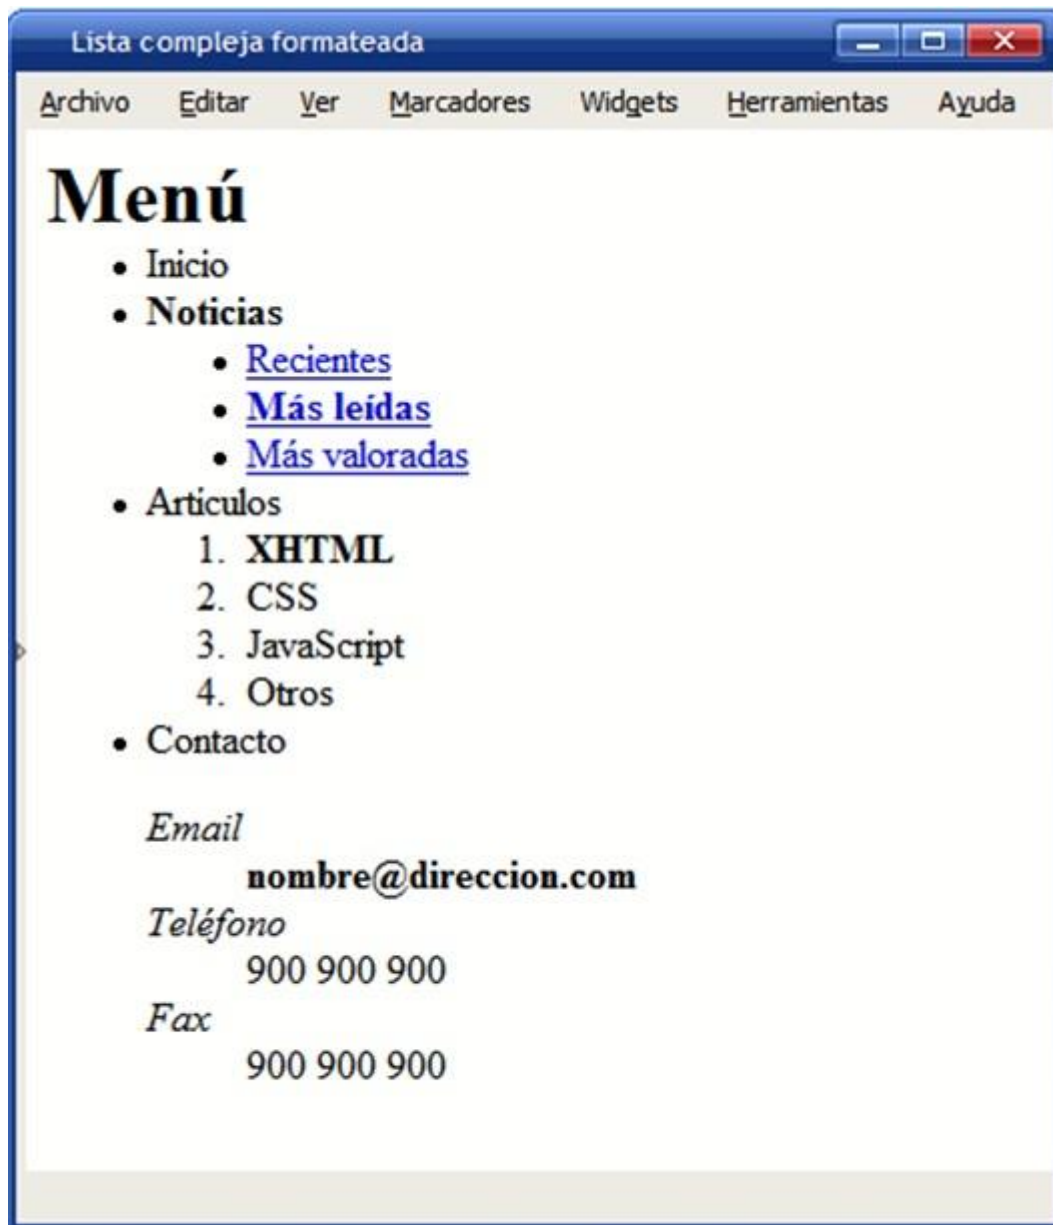 Lista compleja formateada
Archivo Editar Ver Marcadores Widgets Herramientas Ayuda
Menú
• Inicio
• Noticias
• Recientes
• Más leídas
• Más valoradas
• Artículos
1. XHTML
2. CSS
3. JavaScript
4. Otros
• Contacto
Email
nombre@direccion.com
Teléfono
900 900 900
Fax
900 900 900